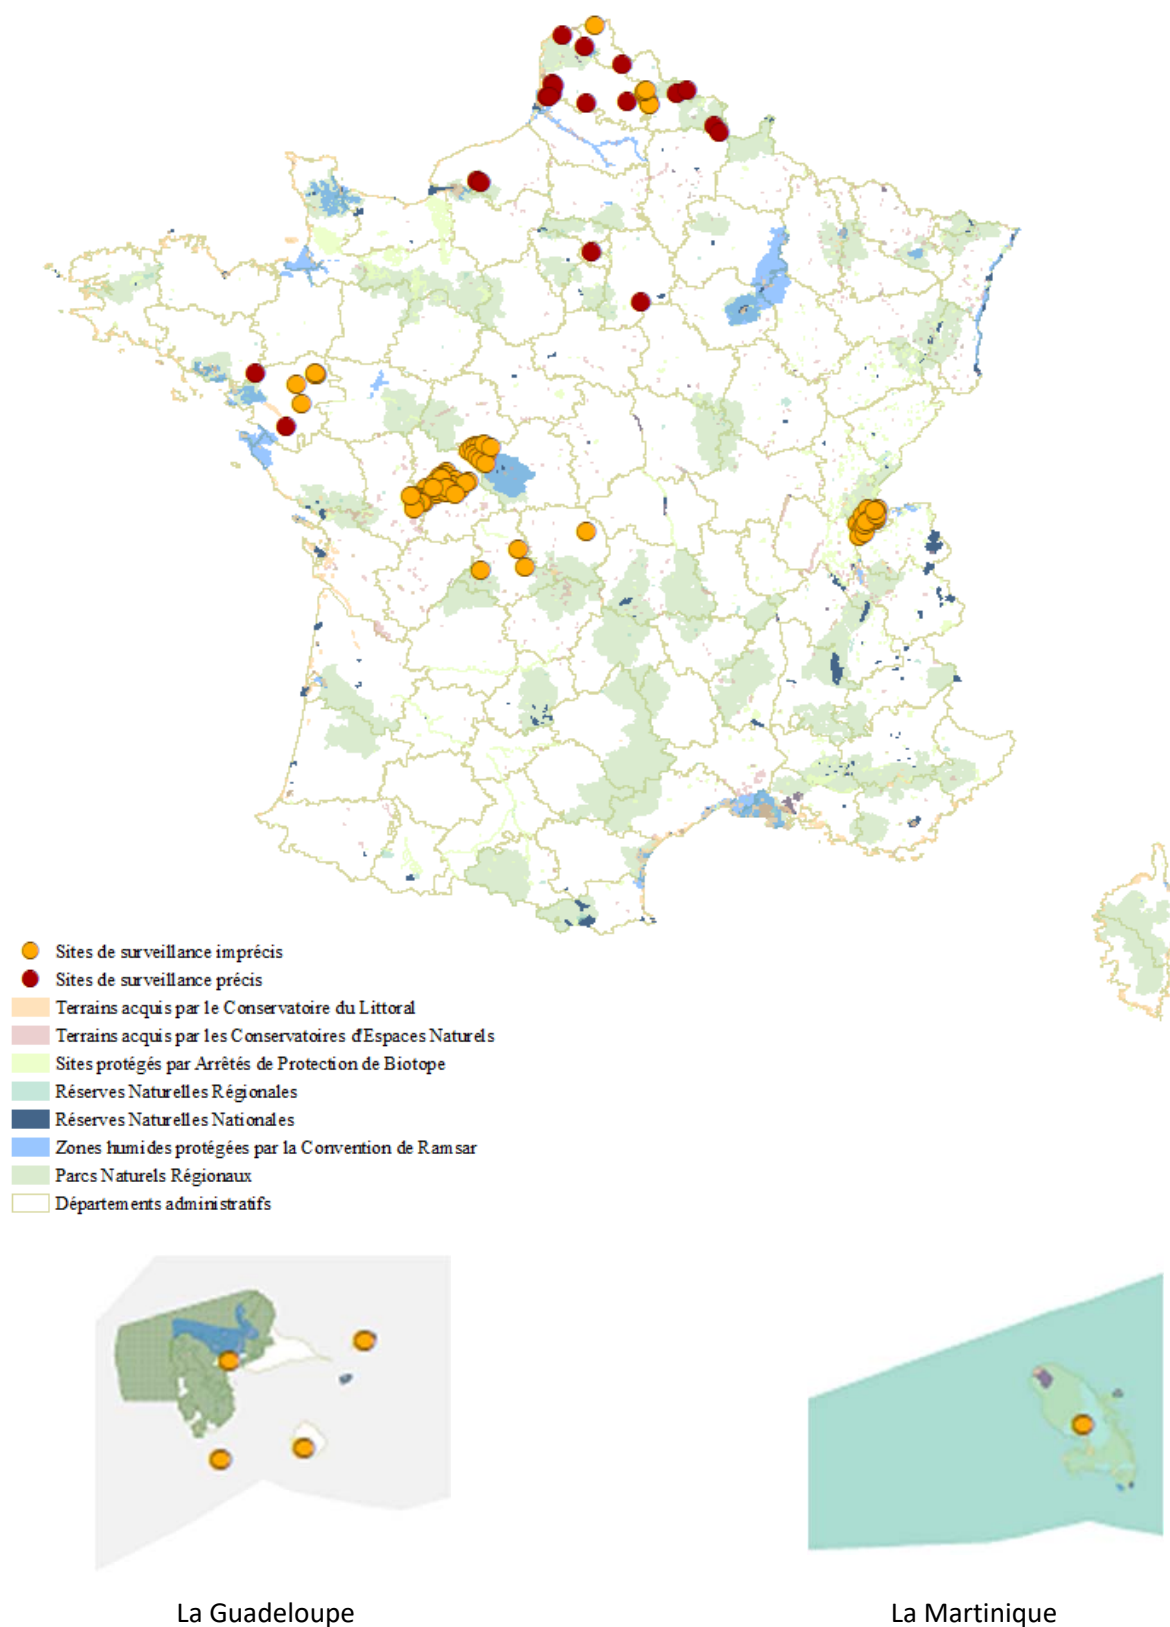 Sites de surveillance imprécis
Sites de surveillance précis
Terrains acquis par le Conservatoire du Littoral
Terrains acquis par les Conservatoires d'Espaces Naturels
Sites protégés par Arrêtés de Protection de Biotope
Réserves Naturelles Régionales
Réserves Naturelles Nationales
Zones humides protégées par la Convention de Ramsar
Parcs Naturels Régionaux
Départements administratifs
La Guadeloupe
La Martinique